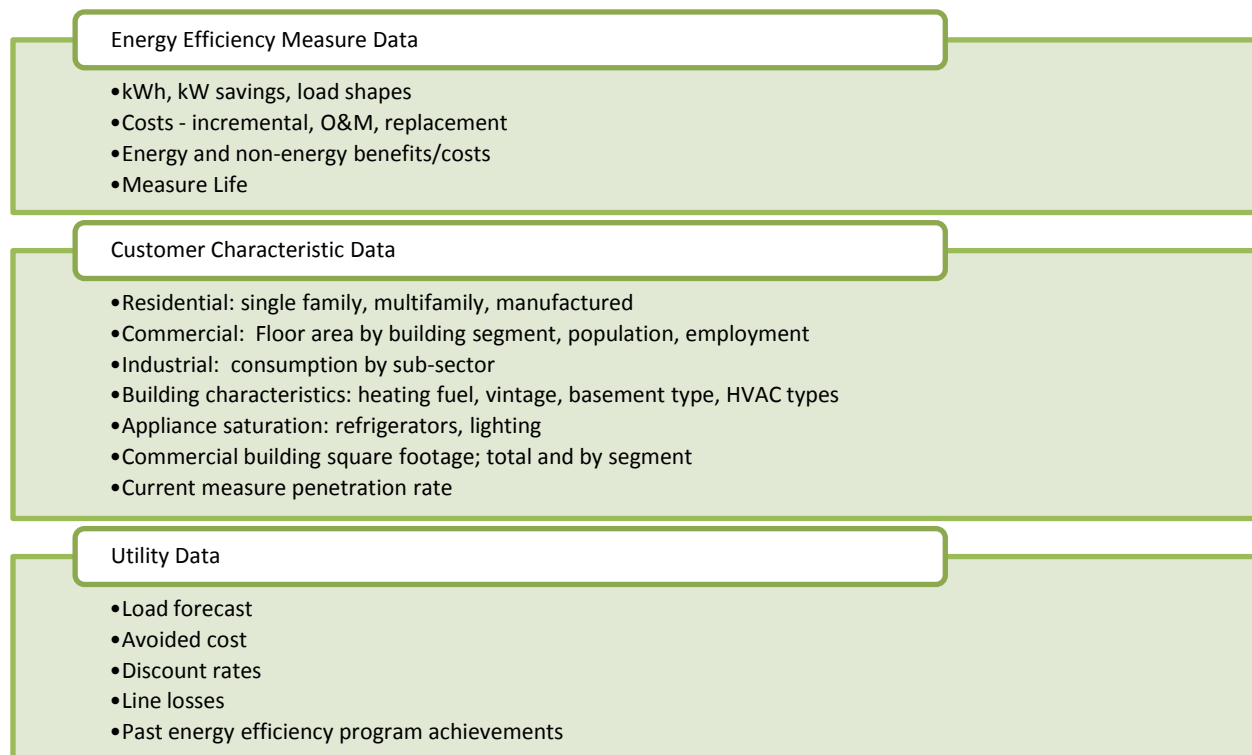 Energy Efficiency Measure Data
•kWh, kW savings, load shapes
•Costs - incremental, O&M, replacement
•Energy and non-energy benefits/costs
•Measure Life
Customer Characteristic Data
•Residential: single family, multifamily, manufactured
•Commercial:  Floor area by building segment, population, employment
•Industrial:  consumption by sub-sector
•Building characteristics: heating fuel, vintage, basement type, HVAC types
•Appliance saturation: refrigerators, lighting
•Commercial building square footage; total and by segment
•Current measure penetration rate
Utility Data
•Load forecast
•Avoided cost
•Discount rates
•Line losses
•Past energy efficiency program achievements